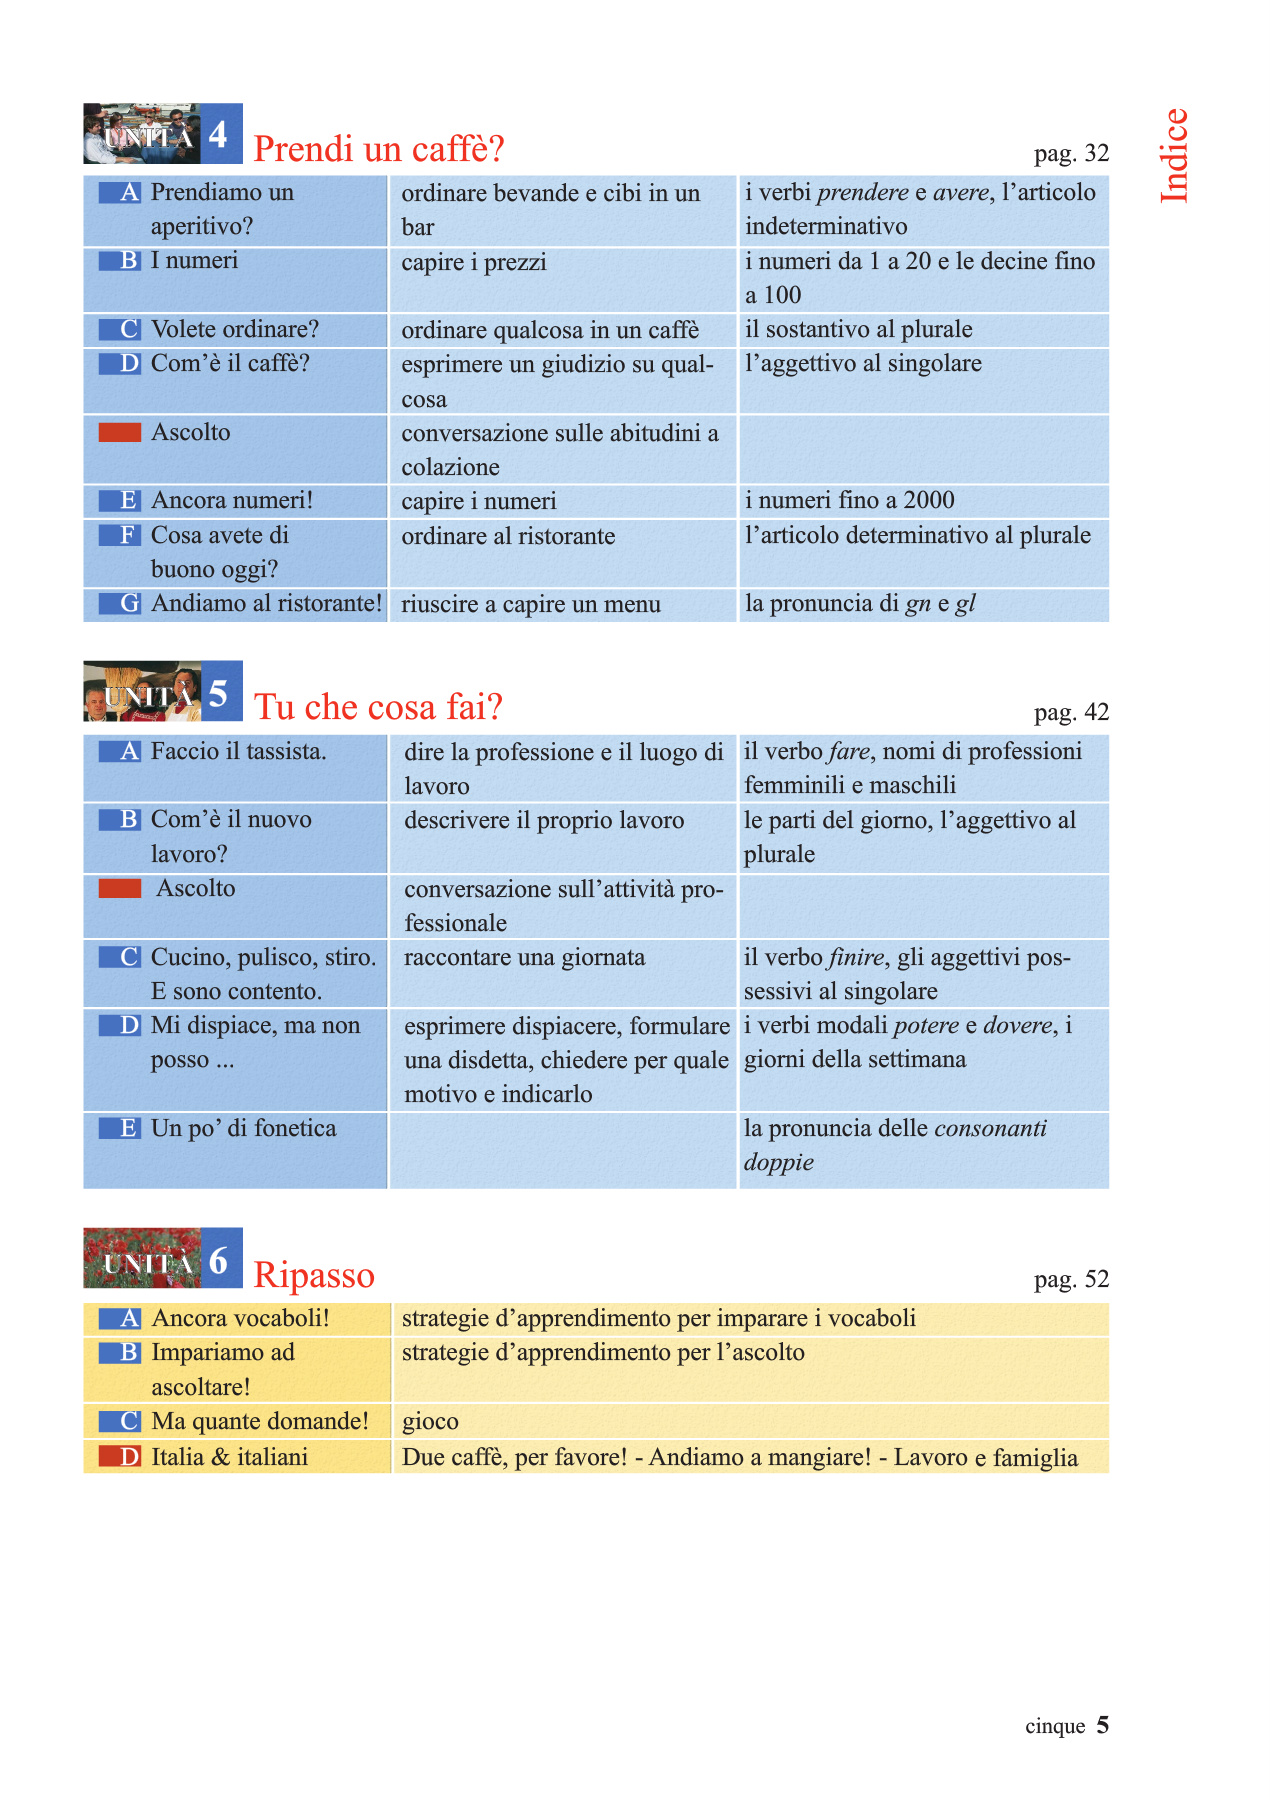 Indice
UNITÀ 4 Prendi un caffè? pag. 32
A Prendiamo un aperitivo? ordinare bevande e cibi in un bar i verbi prendere e avere, l'articolo indeterminativo
B I numeri capire i prezzi i numeri da 1 a 20 e le decine fino a 100
C Volete ordinare? ordinare qualcosa in un caffè il sostantivo al plurale
D Com'è il caffè? esprimere un giudizio su qual-cosa l'aggettivo al singolare
Ascolto conversazione sulle abitudini a colazione
E Ancora numeri! capire i numeri i numeri fino a 2000
F Cosa avete di buono oggi? ordinare al ristorante l'articolo determinativo al plurale
G Andiamo al ristorante! riuscire a capire un menu la pronuncia di gn e gl
UNITÀ 5 Tu che cosa fai? pag. 42
A Faccio il tassista. dire la professione e il luogo di lavoro il verbo fare, nomi di professioni femminili e maschili
B Com'è il nuovo lavoro? descrivere il proprio lavoro le parti del giorno, l'aggettivo al plurale
Ascolto conversazione sull'attività pro-fessionale
C Cucino, pulisco, stiro. E sono contento. raccontare una giornata il verbo finire, gli aggettivi pos-sessivi al singolare
D Mi dispiace, ma non posso ... esprimere dispiacere, formulare una disdetta, chiedere per quale motivo e indicarlo i verbi modali potere e dovere, i giorni della settimana
E Un po' di fonetica la pronuncia delle consonanti doppie
UNITÀ 6 Ripasso pag. 52
A Ancora vocaboli! strategie d'apprendimento per imparare i vocaboli
B Impariamo ad ascoltare! strategie d'apprendimento per l'ascolto
C Ma quante domande! gioco
D Italia & italiani Due caffè, per favore! - Andiamo a mangiare! - Lavoro e famiglia
cinque 5